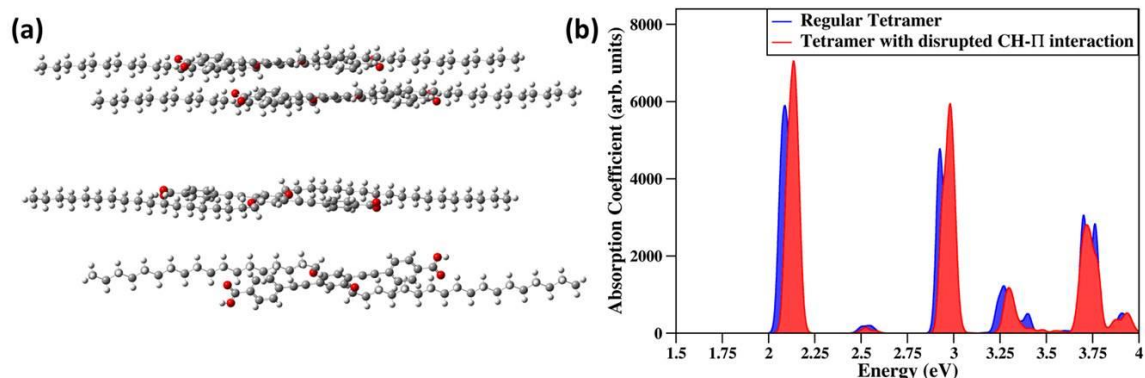 (a)
(b)
Regular Tetramer
Tetramer with disrupted CH-Π interaction
Absorption Coefficient (arb. units)
8000
6000
4000
2000
0
1.5 1.75 2 2.25 2.5 2.75 3 3.25 3.5 3.75 4
Energy (eV)